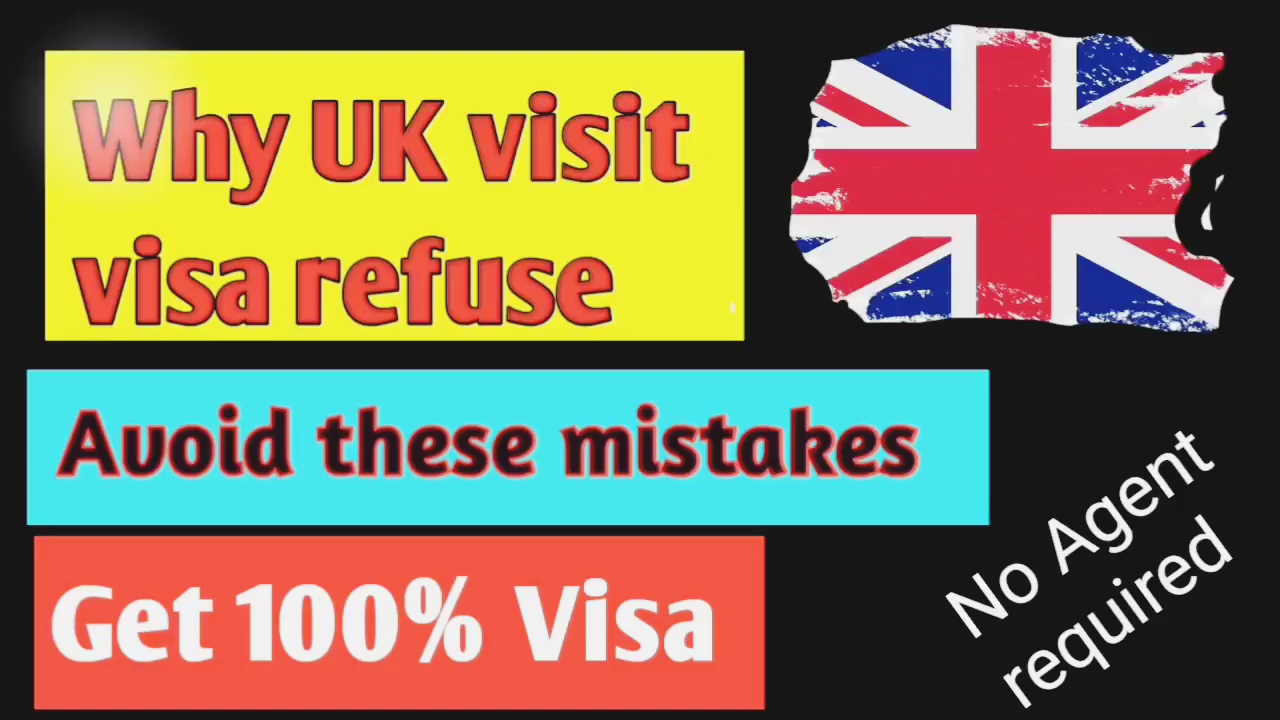 Why UK visit
visa refuse
Avoid these mistakes
Get 100% Visa
No Agent
required